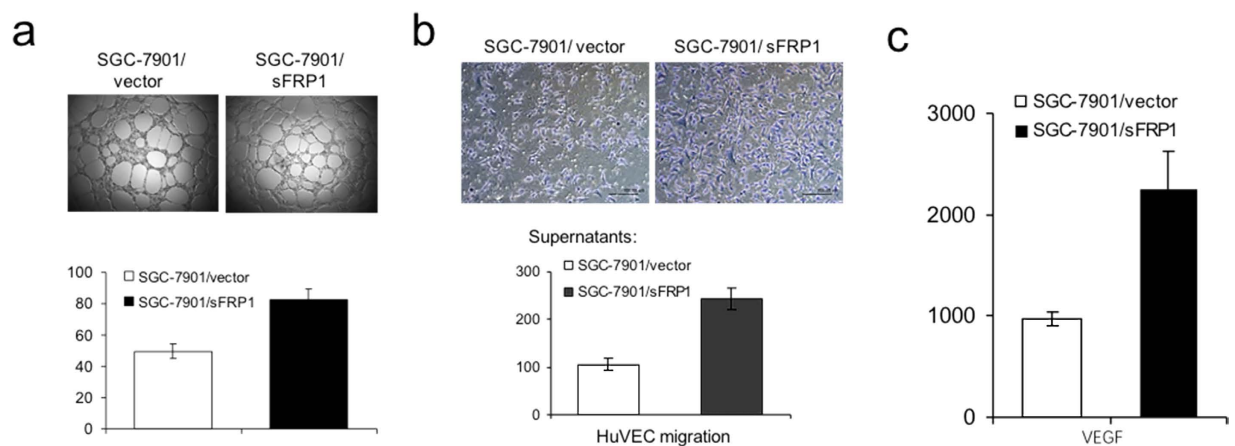 a
SGC-7901/
vector
SGC-7901/
sFRP1
100
80
60
40
20
0
SGC-7901/vector
SGC-7901/sFRP1
b
SGC-7901/ vector
SGC-7901/ sFRP1
Supernatants:
300
200
100
0
SGC-7901/vector
SGC-7901/sFRP1
HuVEC migration
c
3000
2000
1000
0
SGC-7901/vector
SGC-7901/sFRP1
VEGF